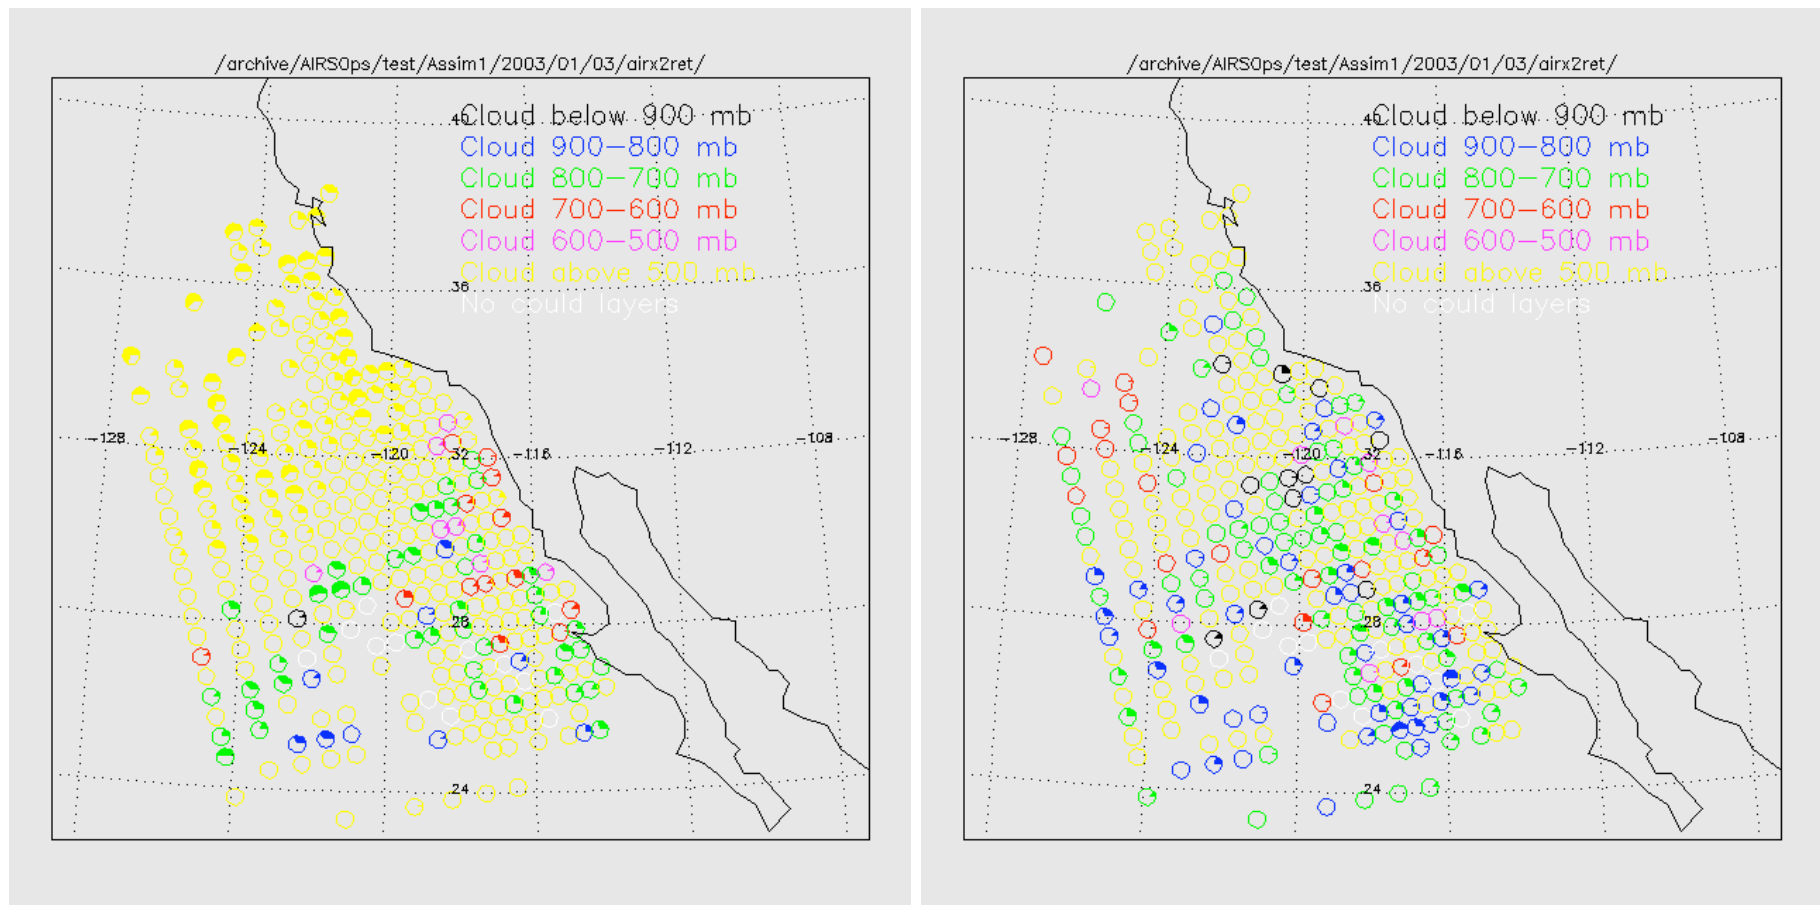 /archive/AIRSOps/test/Assim1/2003/01/03/airx2ret/
40
Cloud below 900 mb
Cloud 900-800 mb
Cloud 800-700 mb
Cloud 700-600 mb
Cloud 600-500 mb
Cloud above 500 mb
36
No could layers
-128
-124
-120
32
-116
-112
-108
28
24
/archive/AIRSOps/test/Assim1/2003/01/03/airx2ret/
40
Cloud below 900 mb
Cloud 900-800 mb
Cloud 800-700 mb
Cloud 700-600 mb
Cloud 600-500 mb
Cloud above 500 mb
36
No could layers
-128
-124
-120
32
-116
-112
-108
28
24